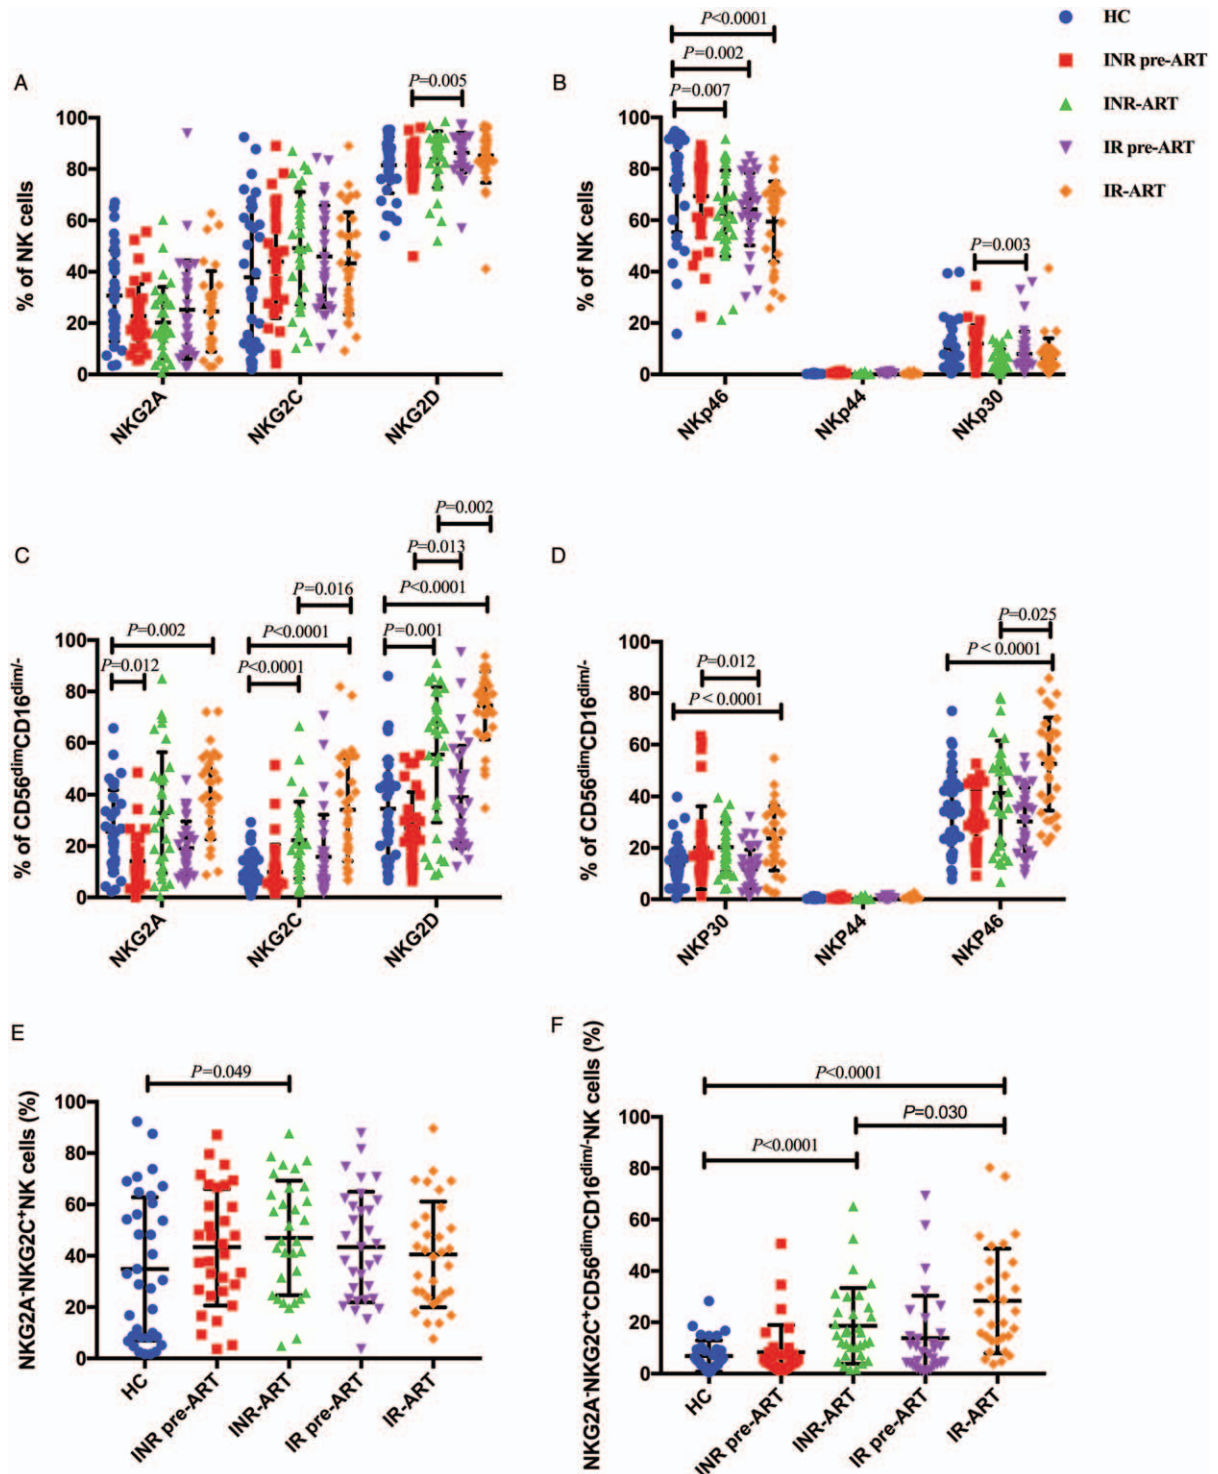 HC
INR pre-ART
INR-ART
IR pre-ART
IR-ART
A
P=0.005
% of NK cells
100
80
60
40
20
0
NKG2A
NKG2C
NKG2D
B
P<0.0001
P=0.002
P=0.007
P=0.003
% of NK cells
100
80
60
40
20
0
NKp46
NKp44
NKp30
C
P=0.002
P=0.013
P=0.016
P<0.0001
P=0.002
P<0.0001
P=0.001
P=0.012
P<0.0001
% of CD56dimCD16dim/-
100
80
60
40
20
0
NKG2A
NKG2C
NKG2D
D
P=0.025
P=0.012
P < 0.0001
P < 0.0001
% of CD56dimCD16dim/-
100
80
60
40
20
0
NKP30
NKP44
NKP46
E
P=0.049
NKG2A-NKG2C+NK cells (%)
100
80
60
40
20
0
HC
INR pre-ART
INR-ART
IR pre-ART
IR-ART
F
P<0.0001
P=0.030
P<0.0001
NKG2A-NKG2C+CD56dimCD16dim/-NK cells (%)
100
80
60
40
20
0
HC
INR pre-ART
INR-ART
IR pre-ART
IR-ART